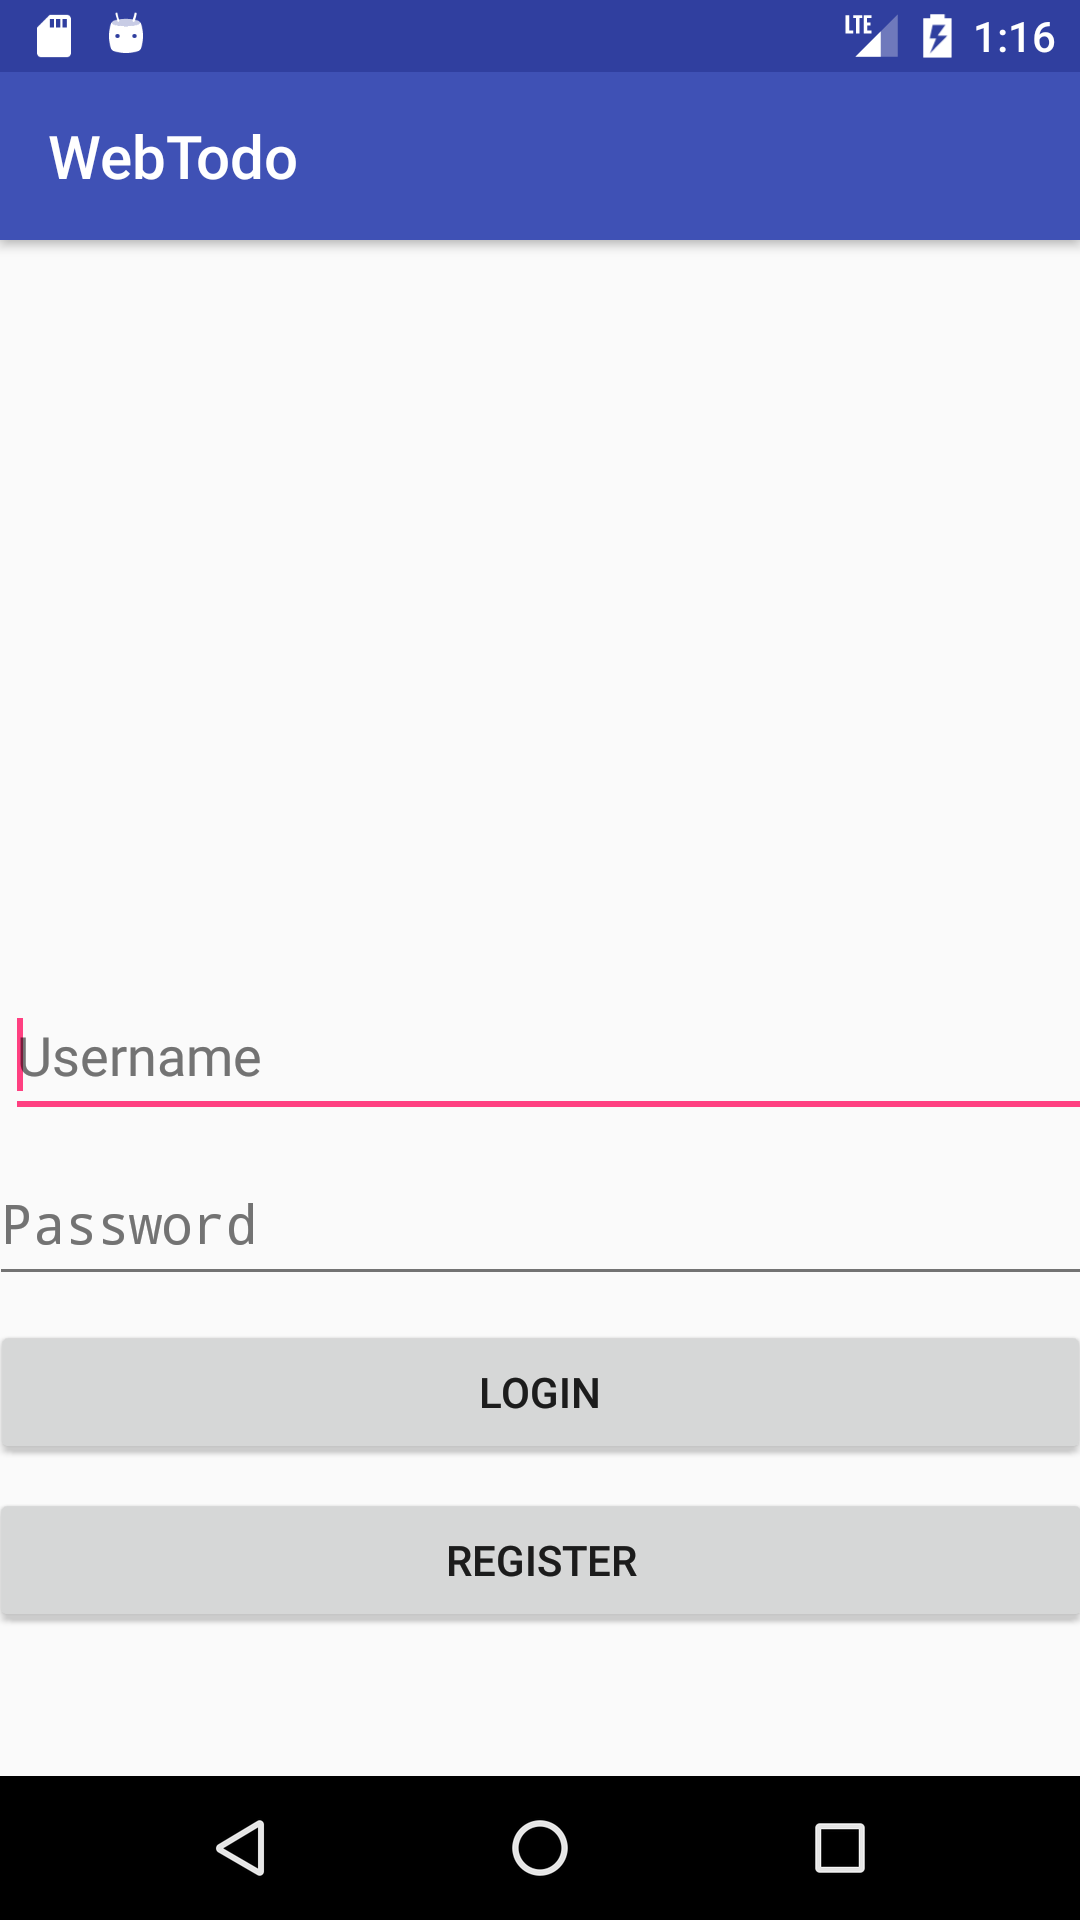 LTE 1:16
WebTodo
Username
Password
LOGIN
REGISTER